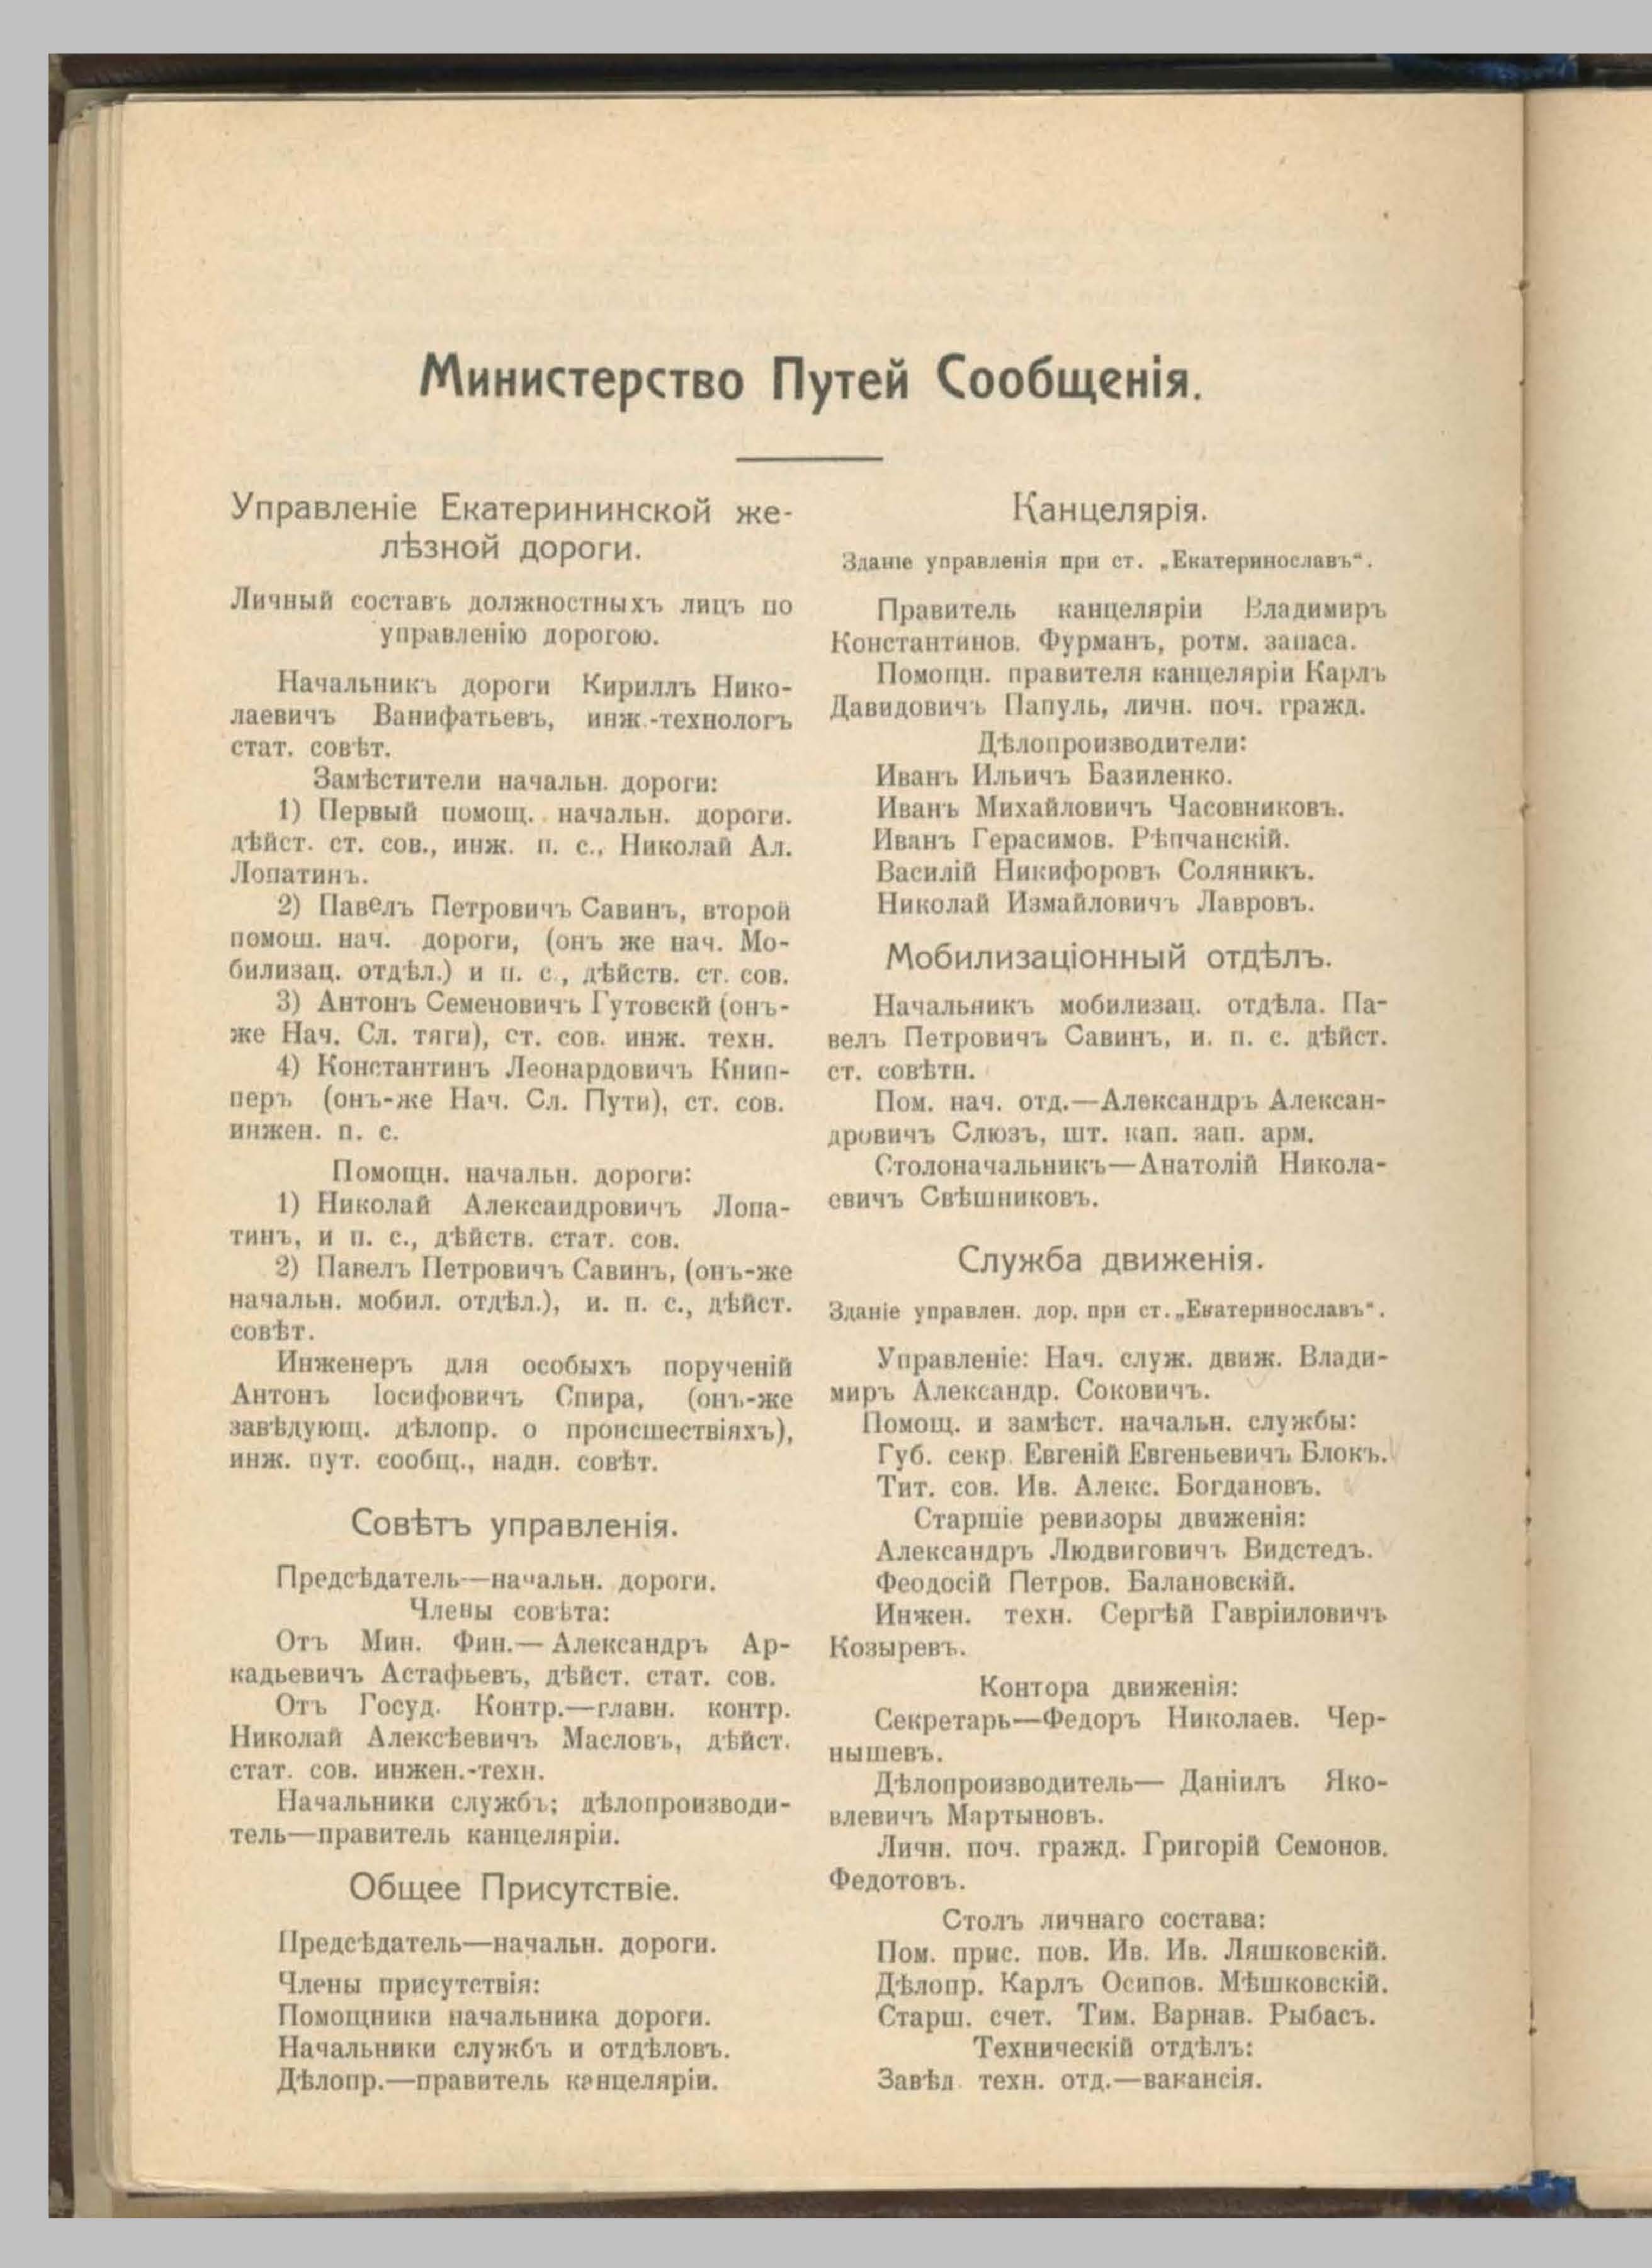 Министерство Путей Сообщенія.
Управленіе Екатерининской же-
лѣзной дороги.
Личный составъ должностныхъ лицъ по
управленію дорогою.
Начальникъ дороги Кириллъ Нико-
лаевичъ Ванифатьевъ, инж.-технологъ
стат. совѣт.
Замѣстители начальн. дороги:
1) Первый помощ. начальн. дороги.
дѣйст. ст. сов., инж. п. с., Николай Ал.
Лопатинъ.
2) Павелъ Петровичъ Савинъ, второй
помош. нач. дороги, (онъ же нач. Мо-
билизац. отдѣл.) и п. с., дѣйств. ст. сов.
3) Антонъ Семеновичъ Гутовскй (онъ-
же Нач. Сл. тяги), ст. сов. инж. техн.
4) Константинъ Леонардовичъ Книп-
перъ (онъ-же Нач. Сл. Пути), ст. сов.
инжен. п. с.
Помощн. начальн. дороги:
1) Николай Александровичъ Лопа-
тинъ, и п. с., дѣйств. стат. сов.
2) Павелъ Петровичъ Савинъ, (онъ-же
начальн. мобил. отдѣл.), и. п. с., дѣйст.
совѣт.
Инженеръ для особыхъ порученій
Антонъ Іосифовичъ Спира, (онъ-же
завѣдующ. дѣлопр. о происшествіяхъ),
инж. пут. сообщ., надн. совѣт.
Совѣтъ управленія.
Предсѣдатель—начальн. дороги.
Члены совѣта:
Отъ Мин. Фин.— Александръ Ар-
кадьевичъ Астафьевъ, дѣйст. стат. сов.
Отъ Госуд. Контр.—главн. контр.
Николай Алексѣевичъ Масловъ, дѣйст.
стат. сов. инжен.-техн.
Начальники службъ; дѣлопроизводи-
тель—правитель канцеляріи.
Общее Присутствіе.
Предсѣдатель—начальн. дороги.
Члены присутствія:
Помощники начальника дороги.
Начальники службъ и отдѣловъ.
Дѣлопр.—правитель канцеляріи.
Канцелярія.
Зданіе управленія при ст. „Екатеринославъ“.
Правитель канцеляріи Владимиръ
Константинов. Фурманъ, ротм. запаса.
Помощн. правителя канцеляріи Карлъ
Давидовичъ Папуль, личн. поч. гражд.
Дѣлопроизводители:
Иванъ Ильичъ Базиленко.
Иванъ Михайловичъ Часовниковъ.
Иванъ Герасимов. Рѣпчанскій.
Василій Никифоровъ Соляникъ.
Николай Измайловичъ Лавровъ.
Мобилизаціонный отдѣлъ.
Начальникъ мобилизац. отдѣла. Па-
велъ Петровичъ Савинъ, и. п. с. дѣйст.
ст. совѣтн.
Пом. нач. отд.—Александръ Алексан-
дровичъ Слюзъ, шт. кап. зап. арм.
Столоначальникъ—Анатолій Никола-
евичъ Свѣшниковъ.
Служба движенія.
Зданіе управлен. дор. при ст. „Екатеринославъ“.
Управленіе: Нач. служ. движ. Влади-
миръ Александр. Соковичъ.
Помощ. и замѣст. начальн. службы:
Губ. секр. Евгеній Евгеньевичъ Блокъ.
Тит. сов. Ив. Алекс. Богдановъ.
Старшіе ревизоры движенія:
Александръ Людвиговичъ Видстедъ.
Феодосій Петров. Балановскій.
Инжен. техн. Сергѣй Гавріиловичъ
Козыревъ.
Контора движенія:
Секретарь—Федоръ Николаев. Чер-
нышевъ.
Дѣлопроизводитель— Даніилъ Яко-
влевичъ Мартыновъ.
Личн. поч. гражд. Григорій Семонов.
Федотовъ.
Столъ личнаго состава:
Пом. прис. пов. Ив. Ив. Ляшковскій.
Дѣлопр. Карлъ Осипов. Мѣшковскій.
Старш. счет. Тим. Варнав. Рыбасъ.
Техническій отдѣлъ:
Завѣд. техн. отд.—вакансія.